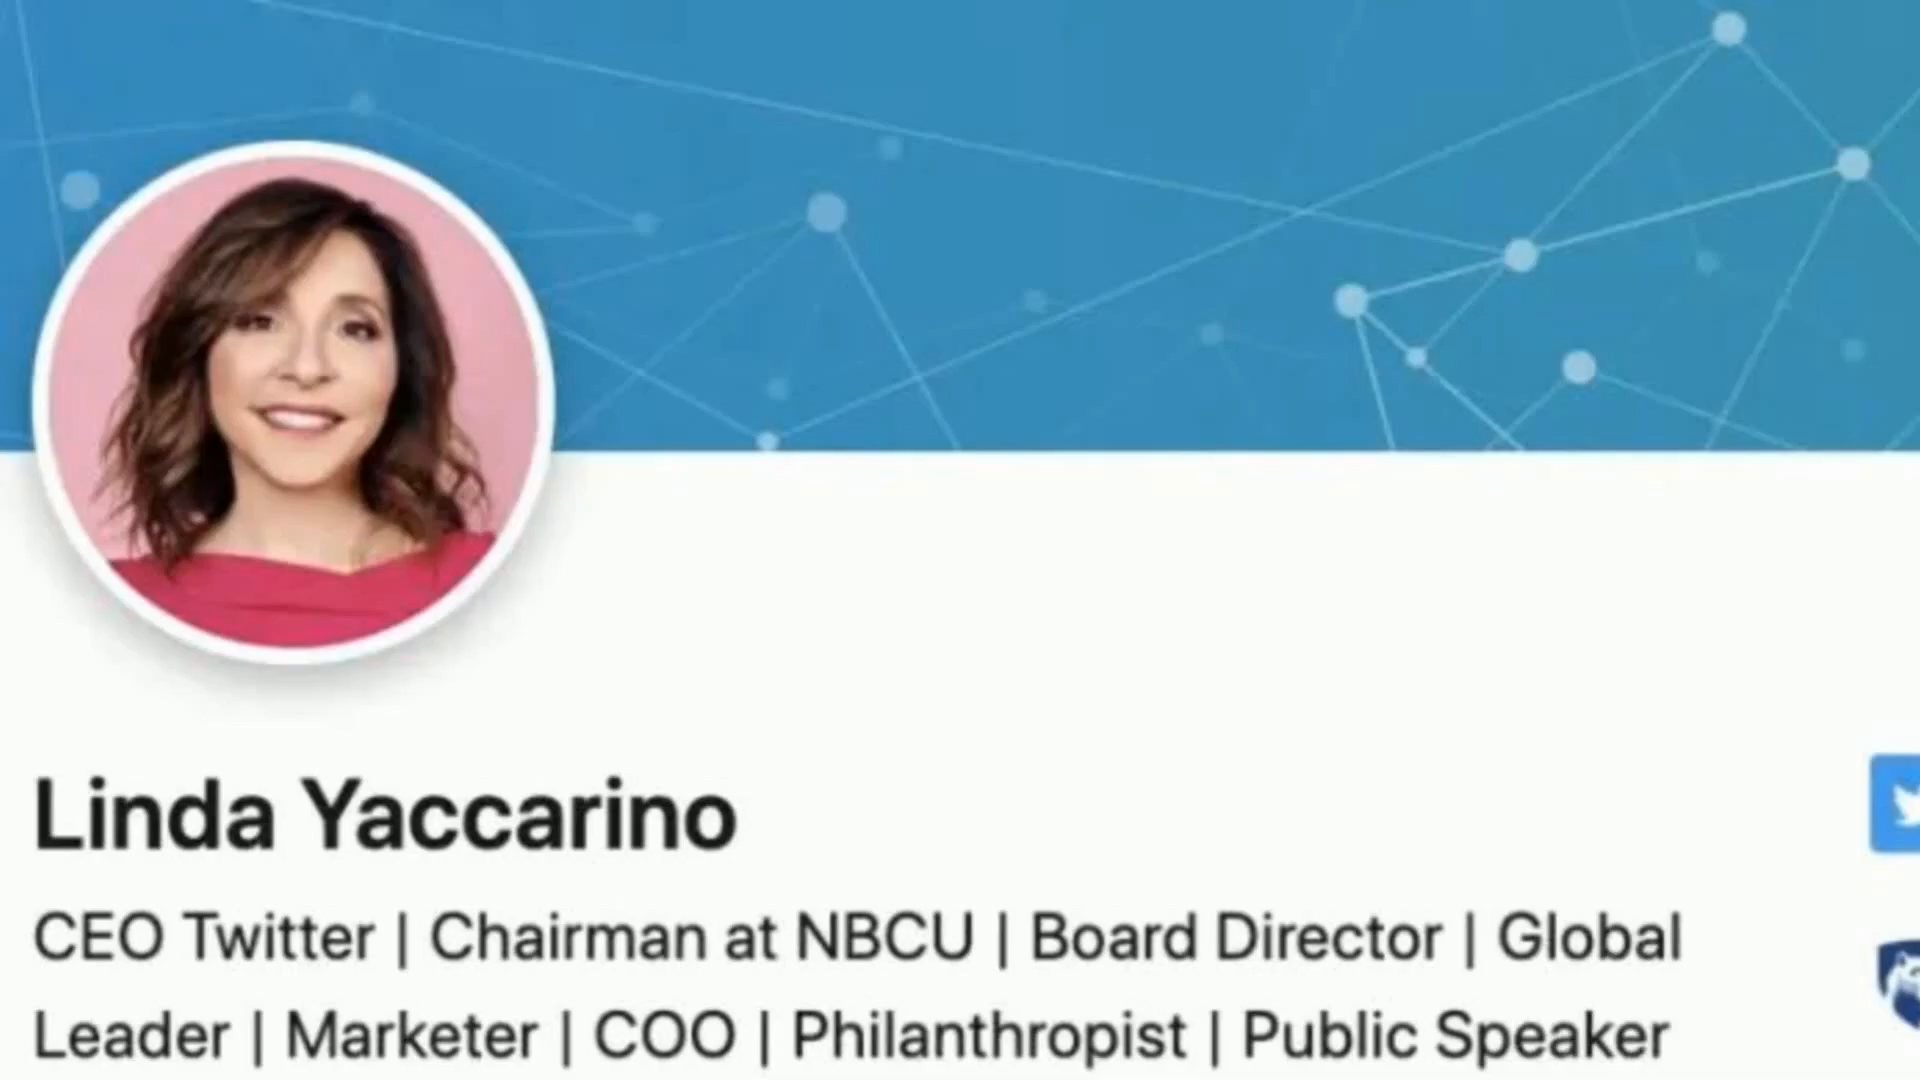 Linda Yaccarino
CEO Twitter | Chairman at NBCU | Board Director | Global
Leader | Marketer | COO | Philanthropist | Public Speaker